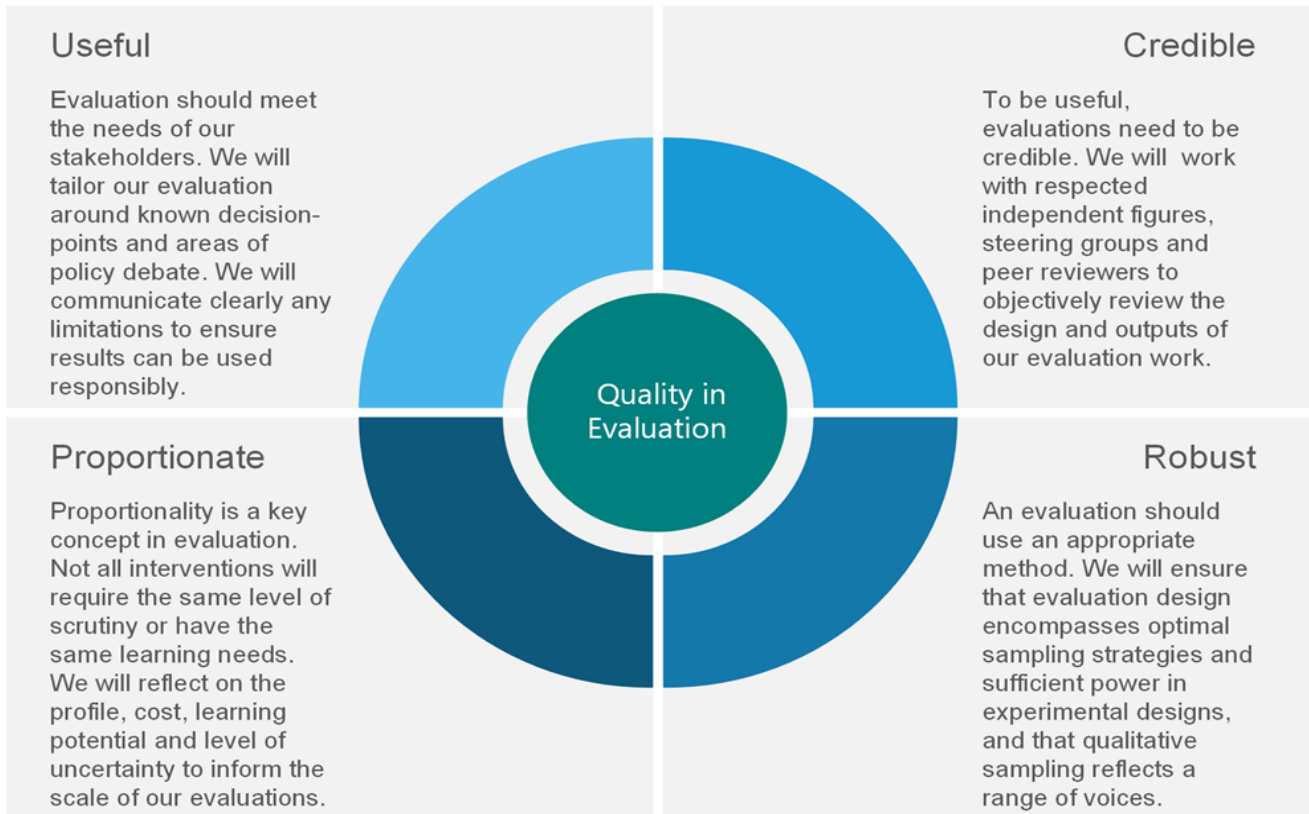 Useful
Evaluation should meet
the needs of our
stakeholders. We will
tailor our evaluation
around known decision-
points and areas of
policy debate. We will
communicate clearly any
limitations to ensure
results can be used
responsibly.
Credible
To be useful,
evaluations need to be
credible. We will  work
with respected
independent figures,
steering groups and
peer reviewers to
objectively review the
design and outputs of
our evaluation work.
Quality in
Evaluation
Proportionate
Proportionality is a key
concept in evaluation.
Not all interventions will
require the same level of
scrutiny or have the
same learning needs.
We will reflect on the
profile, cost, learning
potential and level of
uncertainty to inform the
scale of our evaluations.
Robust
An evaluation should
use an appropriate
method. We will ensure
that evaluation design
encompasses optimal
sampling strategies and
sufficient power in
experimental designs,
and that qualitative
sampling reflects a
range of voices.